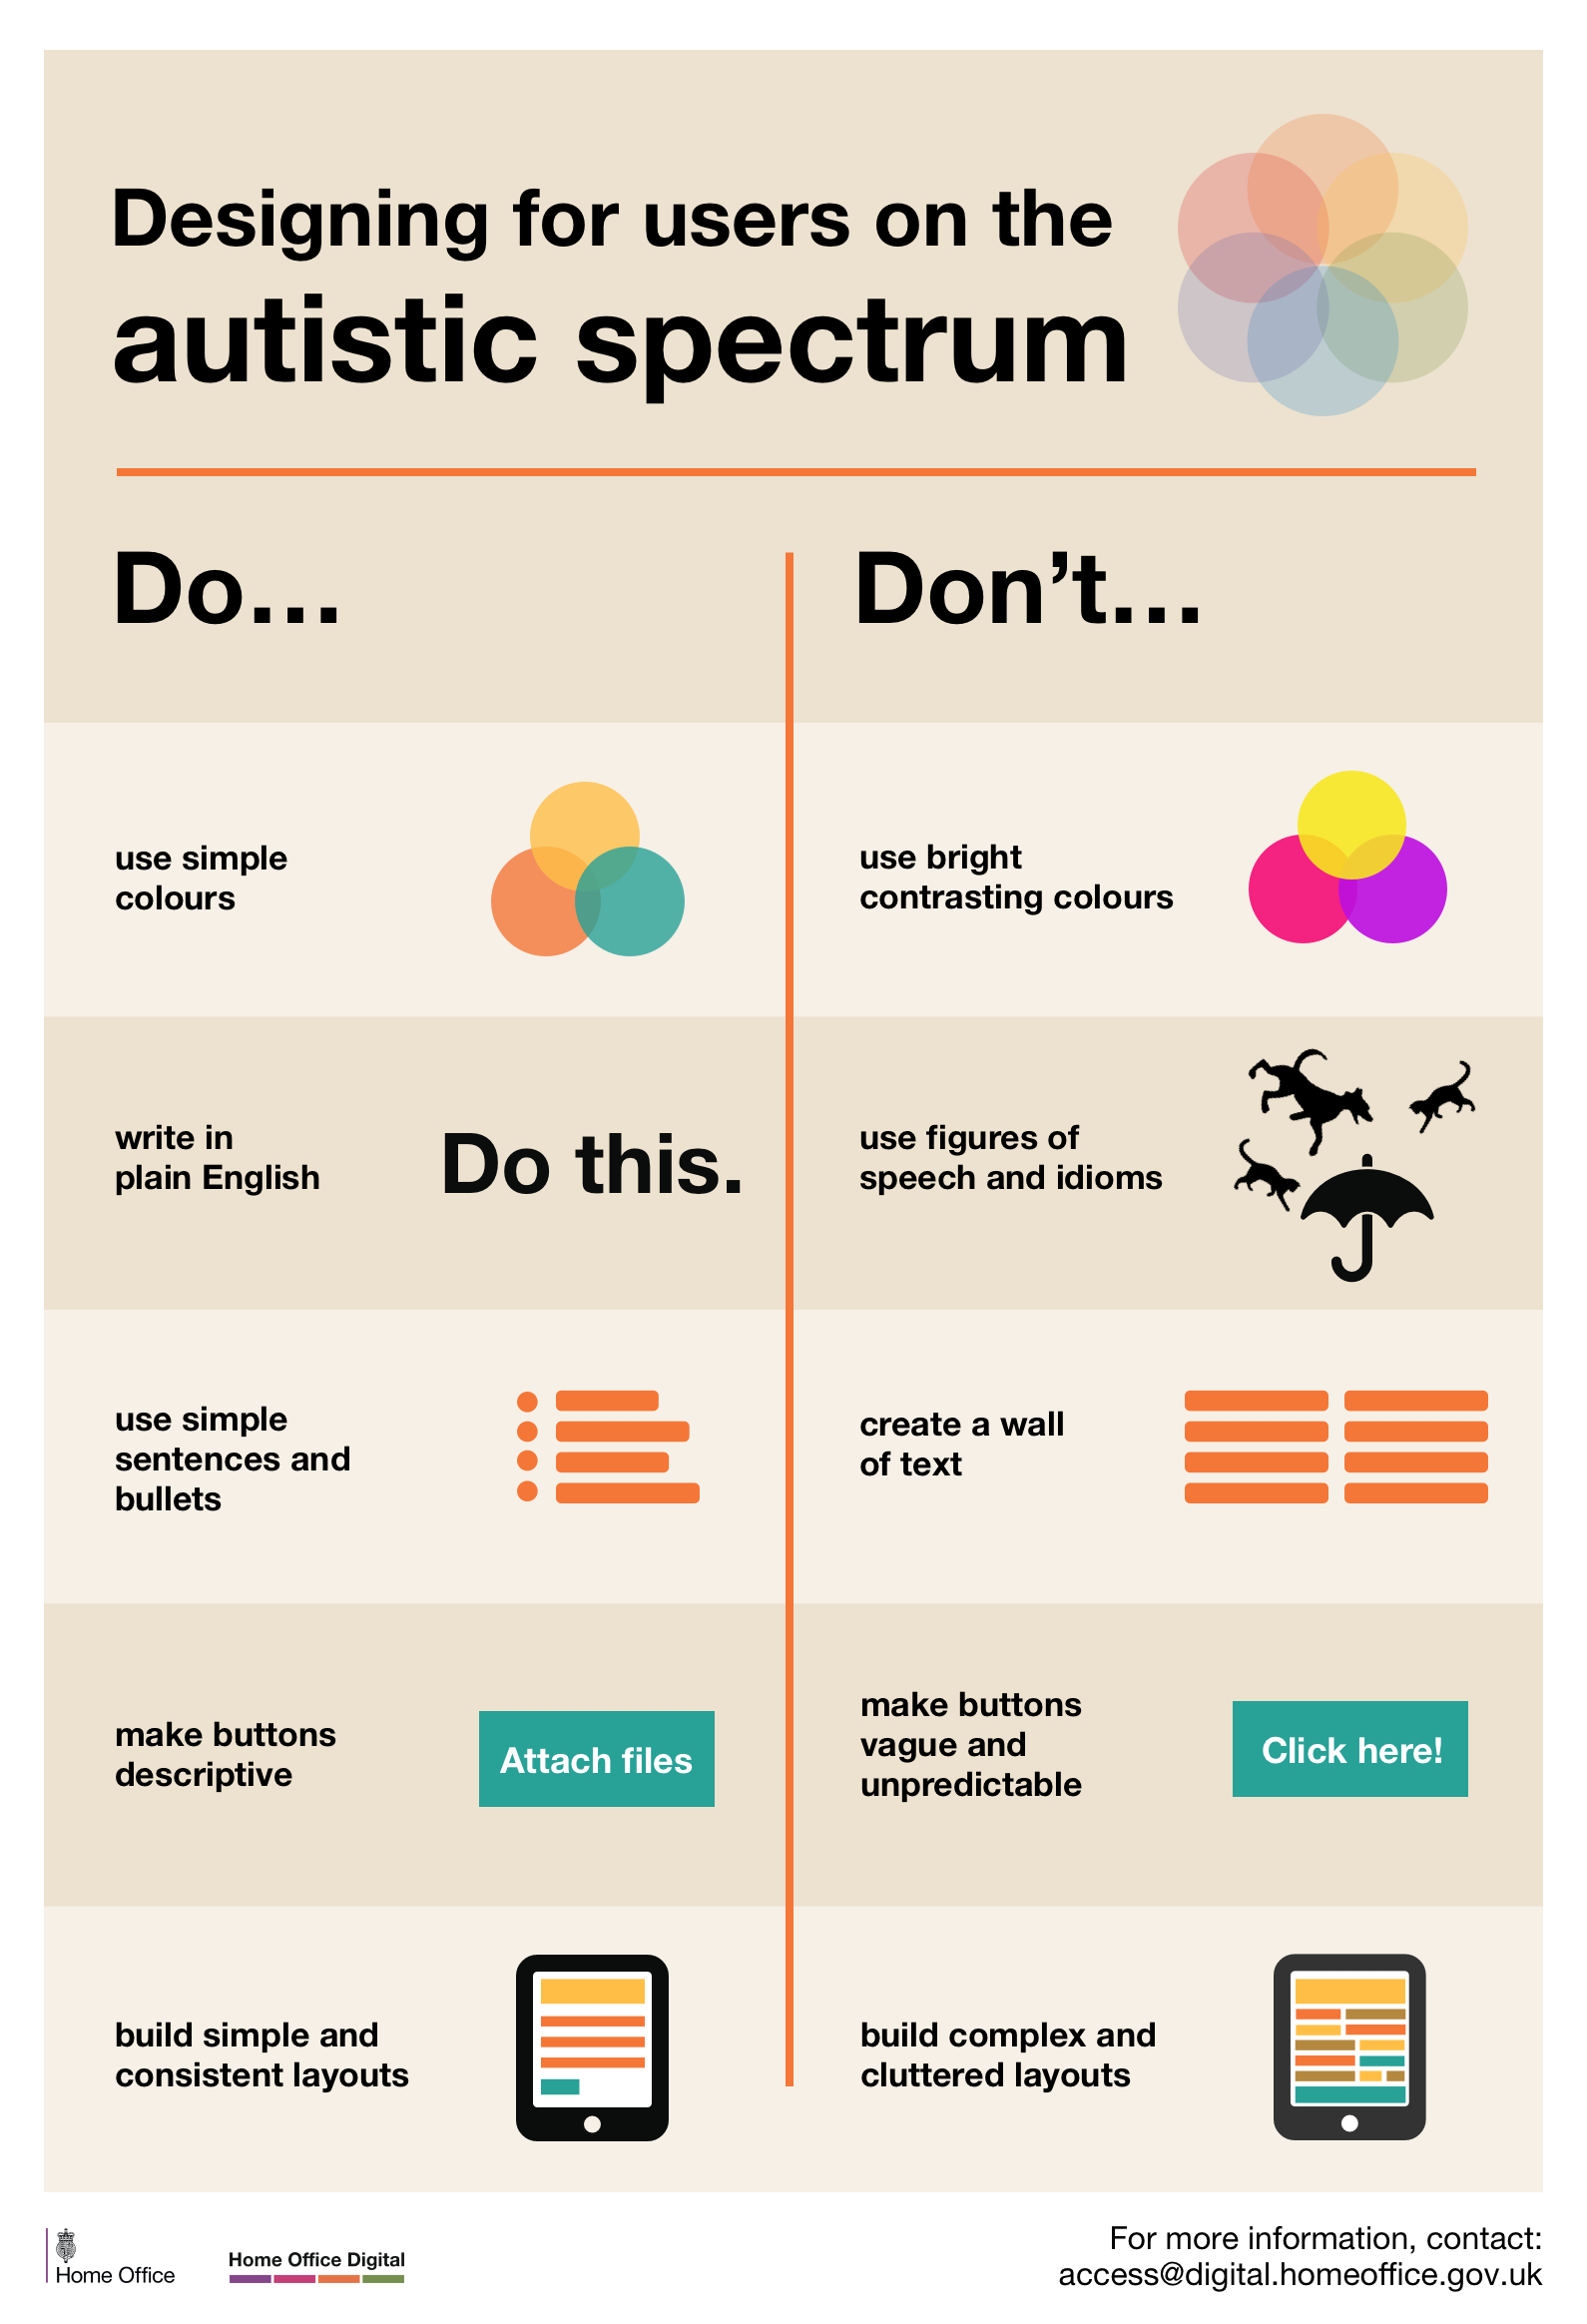 Designing for users on the
autistic spectrum
Do...
Don’t...
use simple
colours
use bright
contrasting colours
write in
plain English
Do this.
use figures of
speech and idioms
use simple
sentences and
bullets
create a wall
of text
make buttons
descriptive
Attach files
make buttons
vague and
unpredictable
Click here!
build simple and
consistent layouts
build complex and
cluttered layouts
Home Office
Home Office Digital
For more information, contact:
access@digital.homeoffice.gov.uk